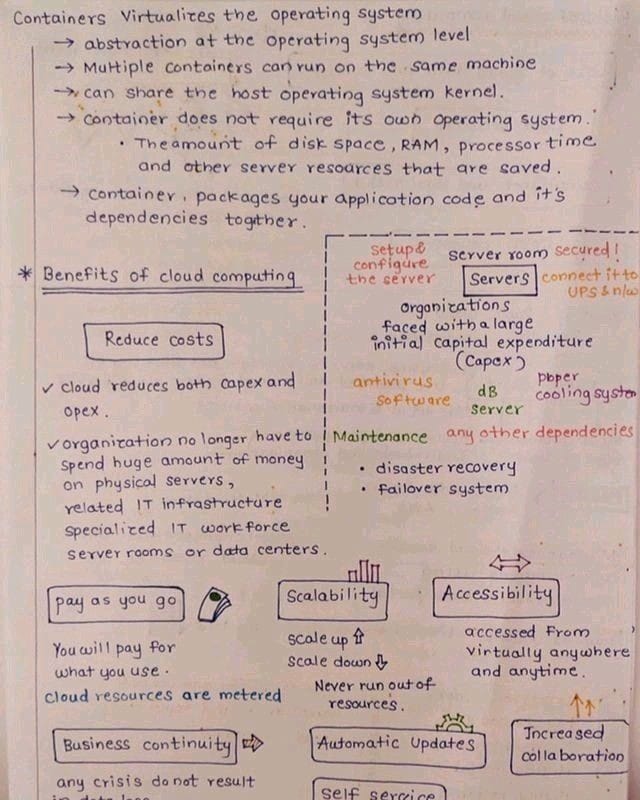 Containers Virtualizes the operating system
→ abstraction at the operating system level
→ Multiple containers can run on the same machine
→ can share the host operating system kernel.
→ container does not require its own operating system.
• The amount of disk space, RAM, processor time
and other server resources that are saved.
→ container, packages your application code and it's
dependencies together.
* Benefits of cloud computing
Reduce costs
✓ cloud reduces both capex and
opex.
✓ organization no longer have to
spend huge amount of money
on physical servers,
related IT infrastructure
specialized IT workforce
server rooms or data centers.
setup &
configure
the server
server room secured!
Servers
connect it to
UPS & n/w
organizations
faced with a large
initial capital expenditure
(Capex)
antivirus
software
dB
server
proper
cooling system
Maintenance any other dependencies
• disaster recovery
• failover system
pay as you go
You will pay for
what you use.
cloud resources are metered
Scalability
scale up ⇧
scale down ⇩
Never run out of
resources.
Accessibility
accessed from
virtually anywhere
and anytime.
Business continuity ⇨
any crisis do not result
Automatic Updates
Self service
Increased
collaboration